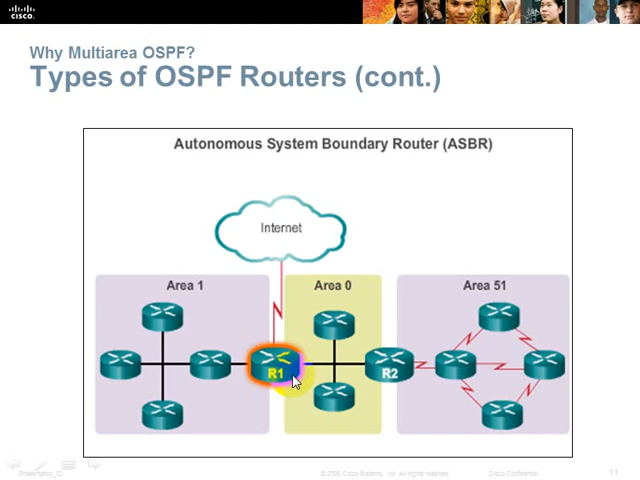 CISCO.
Why Multiarea OSPF?
Types of OSPF Routers (cont.)
Autonomous System Boundary Router (ASBR)
Internet
Area 1
Area 0
Area 51
R1
R2
Presentation_ID
© 2008 Cisco Systems, Inc. All rights reserved.
Cisco Confidential
11